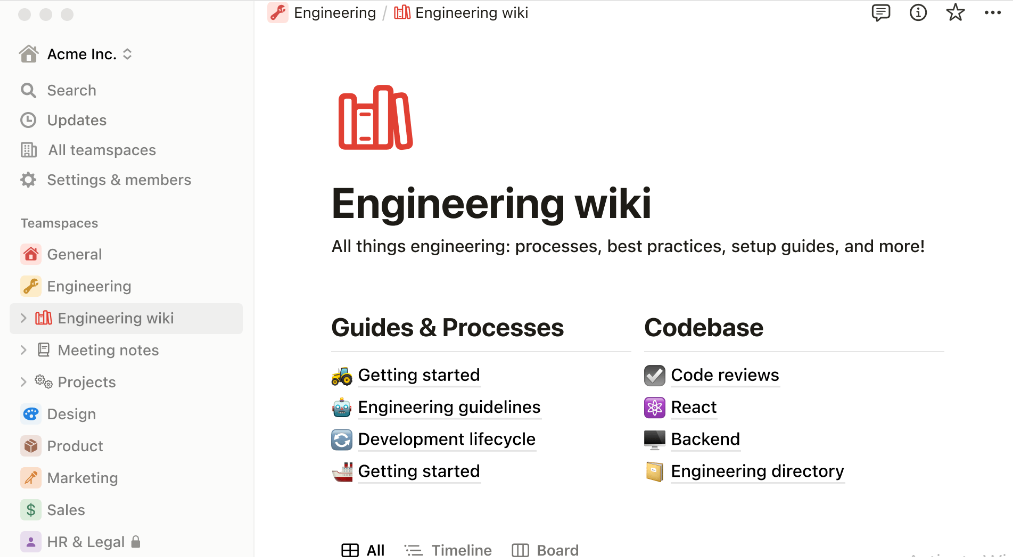 Engineering / Engineering wiki
Acme Inc.
Search
Updates
All teamspaces
Settings & members
Teamspaces
General
Engineering
Engineering wiki
Meeting notes
Projects
Design
Product
Marketing
Sales
HR & Legal
Engineering wiki
All things engineering: processes, best practices, setup guides, and more!
Guides & Processes
Getting started
Engineering guidelines
Development lifecycle
Getting started
Codebase
Code reviews
React
Backend
Engineering directory
All Timeline Board